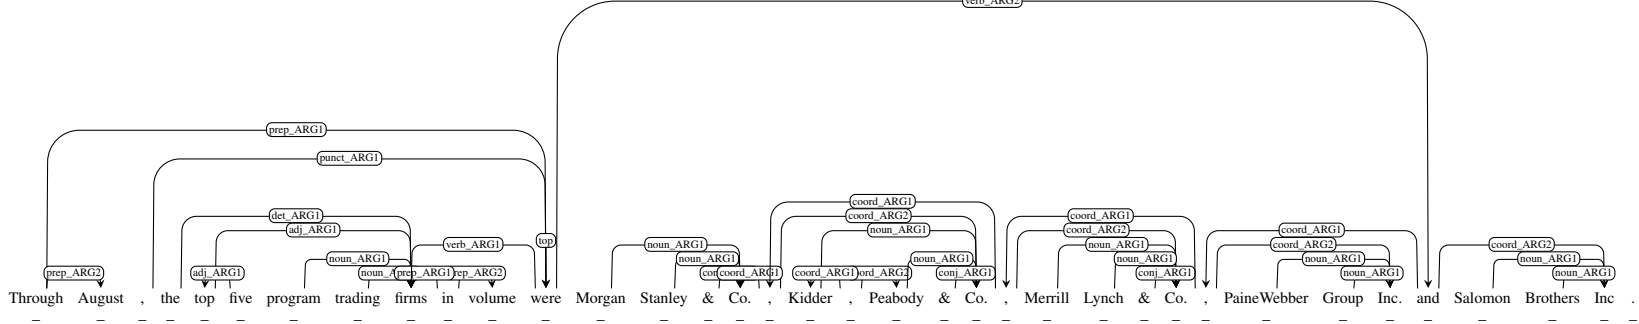 verb_ARG2
prep_ARG1
punct_ARG1
coord_ARG1
det_ARG1 coord_ARG2 coord_ARG1
adj_ARG1 noun_ARG1 coord_ARG2 coord_ARG1
top
verb_ARG1 noun_ARG1 noun_ARG1 coord_ARG2 coord_ARG2
noun_ARG1 noun_ARG1 noun_ARG1 noun_ARG1 noun_ARG1 noun_ARG1
prep_ARG2 adj_ARG1 prep_ARG1 coord_ARG1 coord_ARG1 conj_ARG1 conj_ARG1 noun_ARG1 noun_ARG1
Through August , the top five program trading firms in volume were Morgan Stanley & Co. , Kidder , Peabody & Co. , Merrill Lynch & Co. , PaineWebber Group Inc. and Salomon Brothers Inc .
_ _ _ _ _ _ _ _ _ _ _ _ _ _ _ _ _ _ _ _ _ _ _ _ _ _ _ _ _ _ _ _ _ _ _